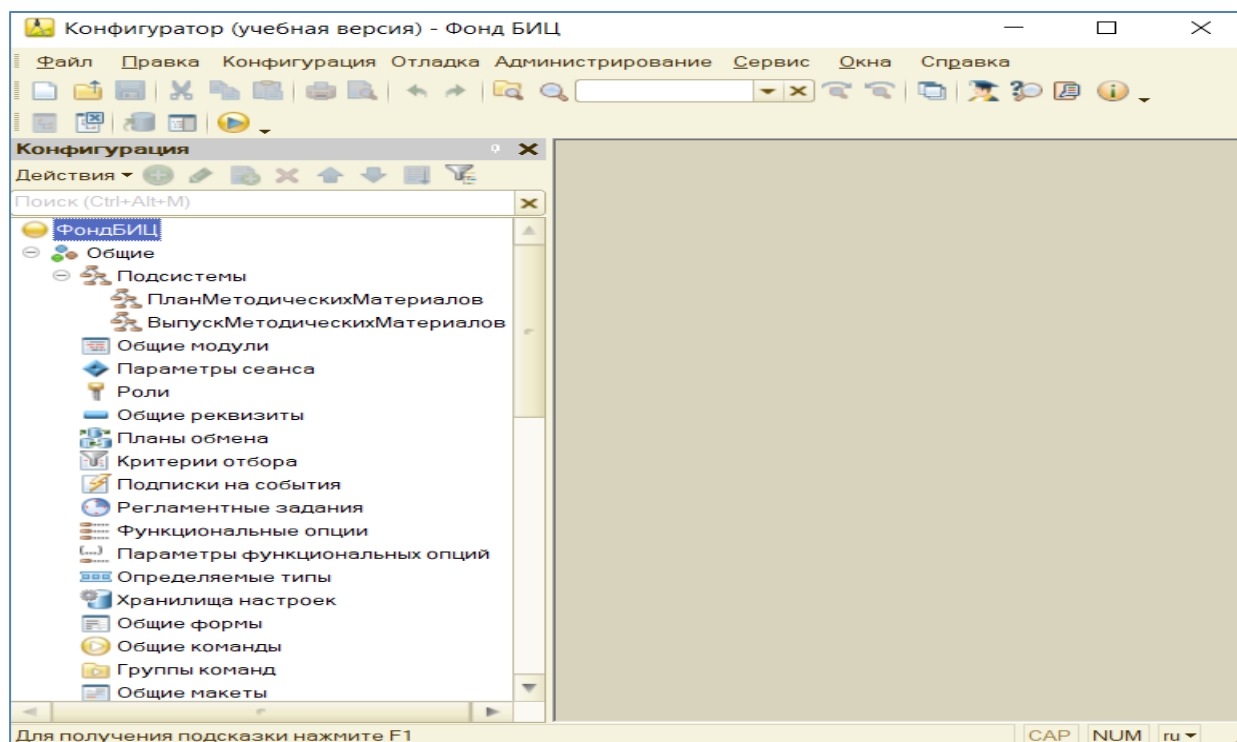 Конфигуратор (учебная версия) - Фонд БИЦ
Файл Правка Конфигурация Отладка Администрирование Сервис Окна Справка
Конфигурация
Действия
Поиск (Ctrl+Alt+M)
ФондБИЦ
Общие
Подсистемы
ПланМетодическихМатериалов
ВыпускМетодическихМатериалов
Общие модули
Параметры сеанса
Роли
Общие реквизиты
Планы обмена
Критерии отбора
Подписки на события
Регламентные задания
Функциональные опции
Параметры функциональных опций
Определяемые типы
Хранилища настроек
Общие формы
Общие команды
Группы команд
Общие макеты
Для получения подсказки нажмите F1
CAP NUM ru